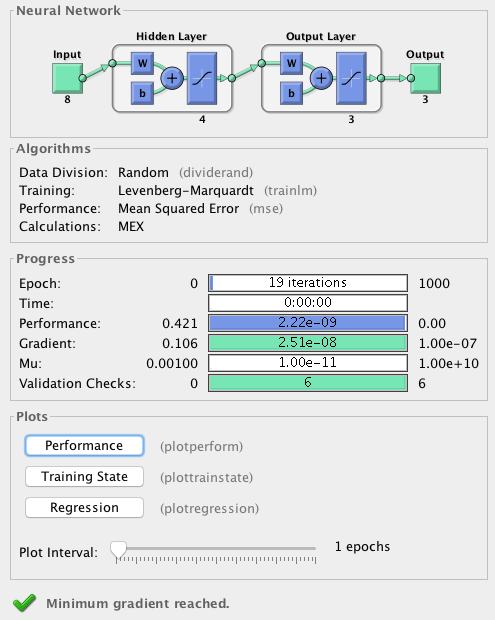 Neural Network
Hidden Layer Output Layer
Input Output
W W
b b
8 4 3 3
Algorithms
Data Division: Random (dividerand)
Training: Levenberg-Marquardt (trainlm)
Performance: Mean Squared Error (mse)
Calculations: MEX
Progress
Epoch: 0 19 iterations 1000
Time: 0:00:00
Performance: 0.421 2.22e-09 0.00
Gradient: 0.106 2.51e-08 1.00e-07
Mu: 0.00100 1.00e-11 1.00e+10
Validation Checks: 0 6 6
Plots
Performance (plotperform)
Training State (plottrainstate)
Regression (plotregression)
Plot Interval: 1 epochs
Minimum gradient reached.